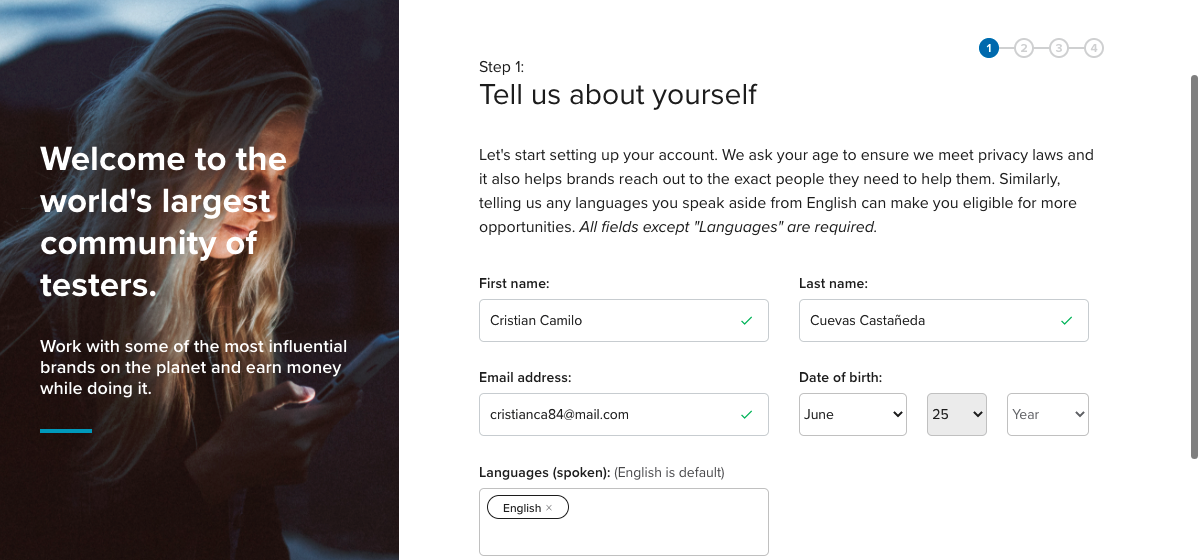 Welcome to the
world's largest
community of
testers.
Work with some of the most influential
brands on the planet and earn money
while doing it.
1 2 3 4
Step 1:
Tell us about yourself
Let's start setting up your account. We ask your age to ensure we meet privacy laws and
it also helps brands reach out to the exact people they need to help them. Similarly,
telling us any languages you speak aside from English can make you eligible for more
opportunities. All fields except "Languages" are required.
First name: Last name:
Cristian Camilo Cuevas Castañeda
Email address: Date of birth:
cristianca84@mail.com June 25 Year
Languages (spoken): (English is default)
English ×